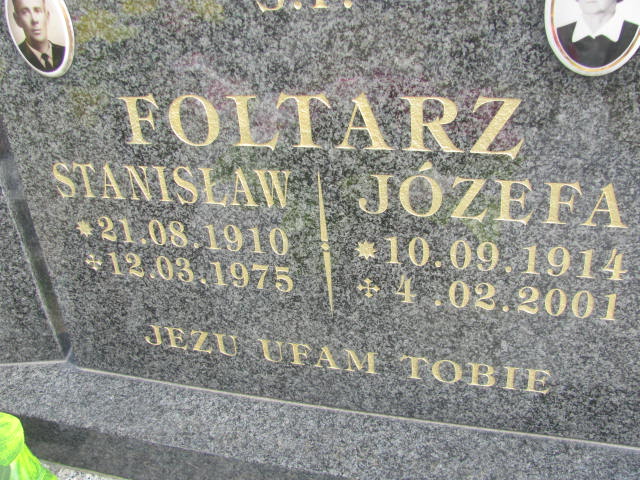 Ś.P.
FOLTARZ
STANISŁAW
21.08.1910
12.03.1975
JÓZEFA
10.09.1914
4.02.2001
JEZU UFAM TOBIE